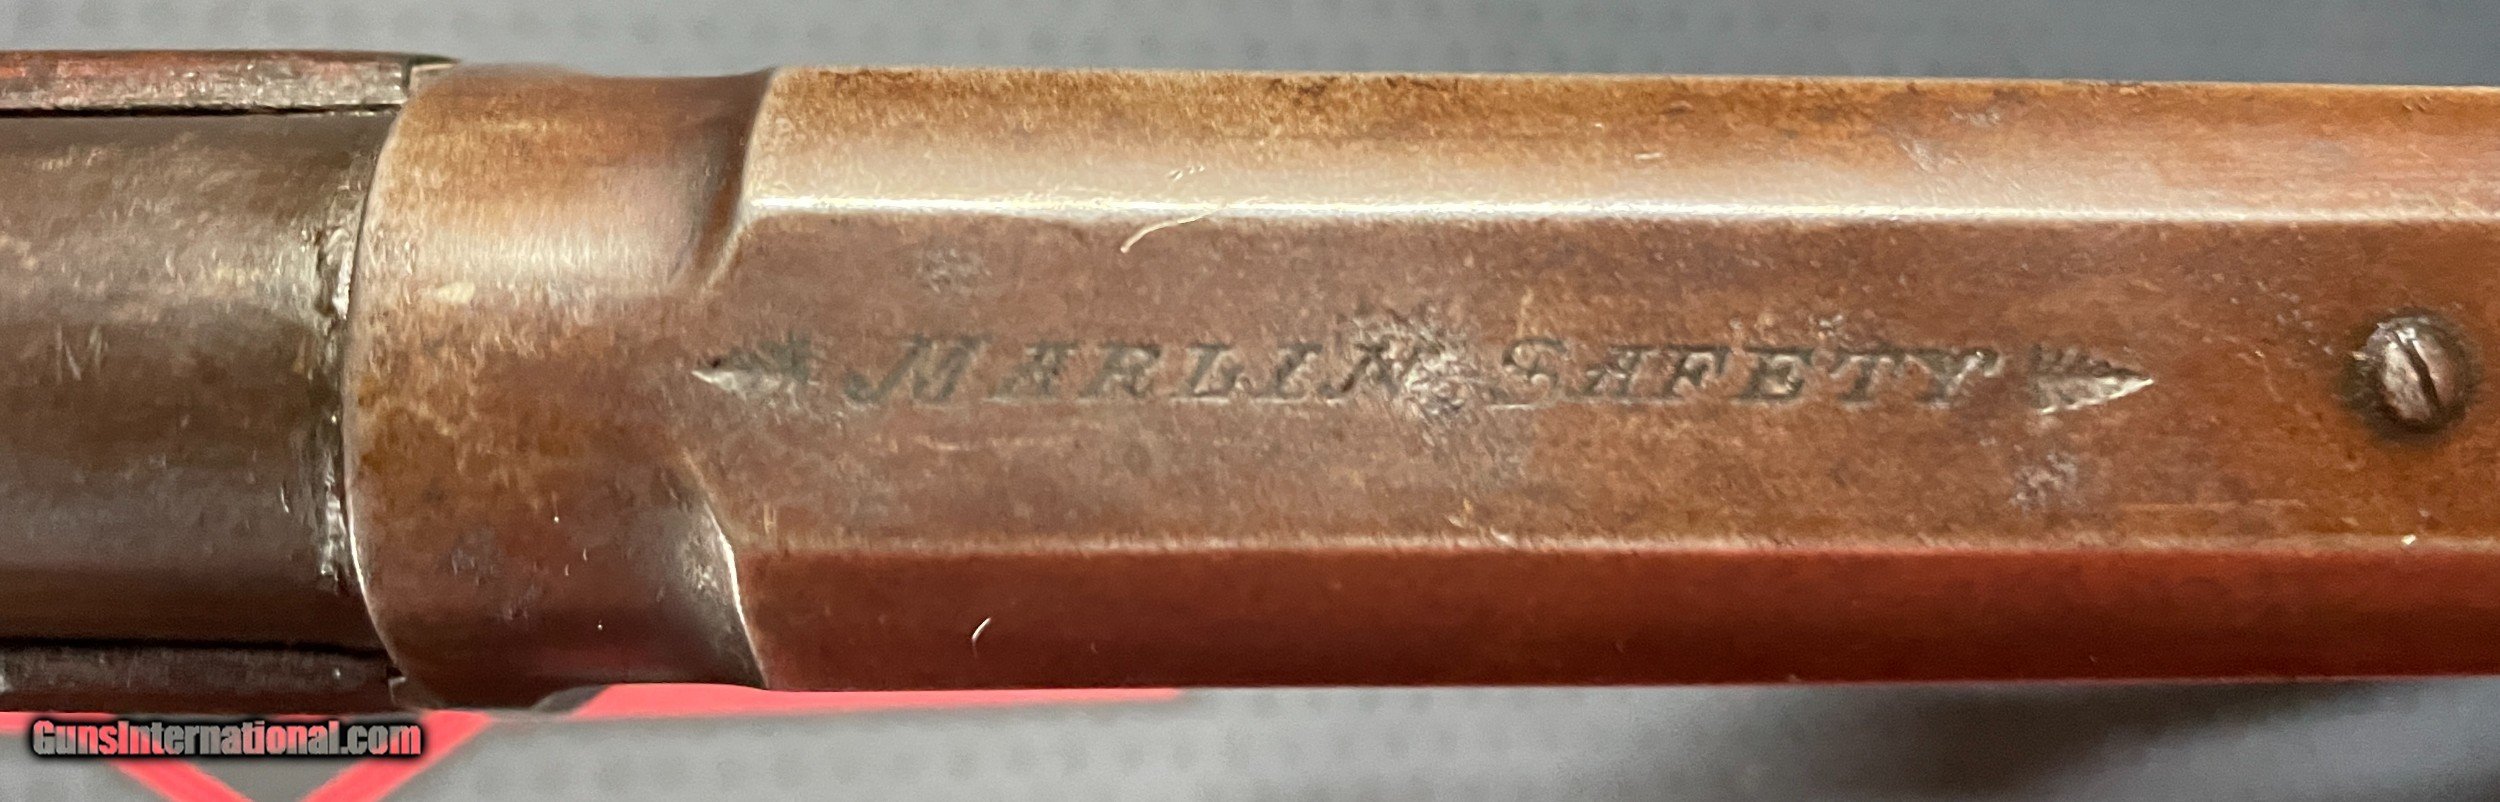 MARLIN SAFETY
GunsInternational.com